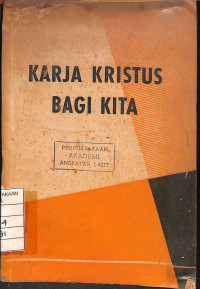 KARJA KRISTUS
BAGI KITA
PERPUSTAKAAN
AKADEMI
ANGKATAN LAUT